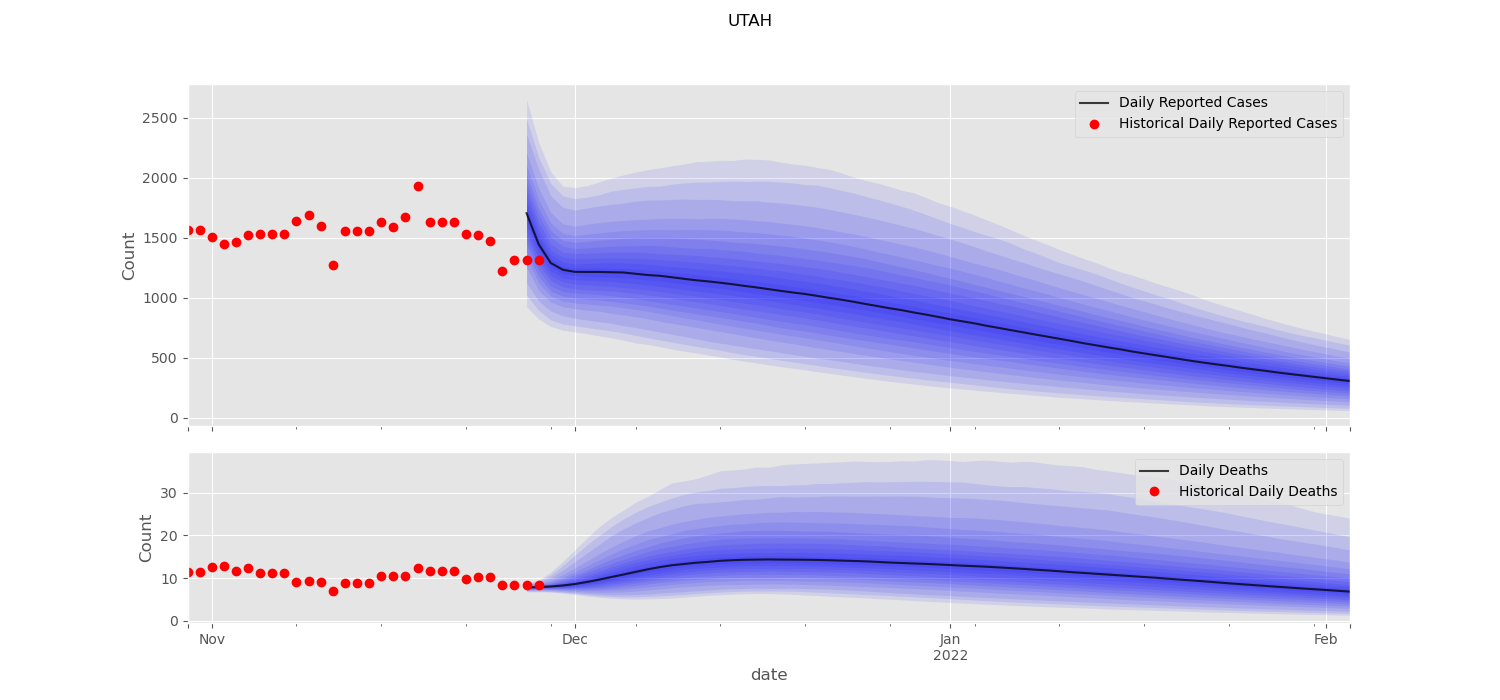 UTAH
Count
2500
2000
1500
1000
500
0
Daily Reported Cases
Historical Daily Reported Cases
Count
30
20
10
0
Daily Deaths
Historical Daily Deaths
Nov Dec Jan Feb
2022
date